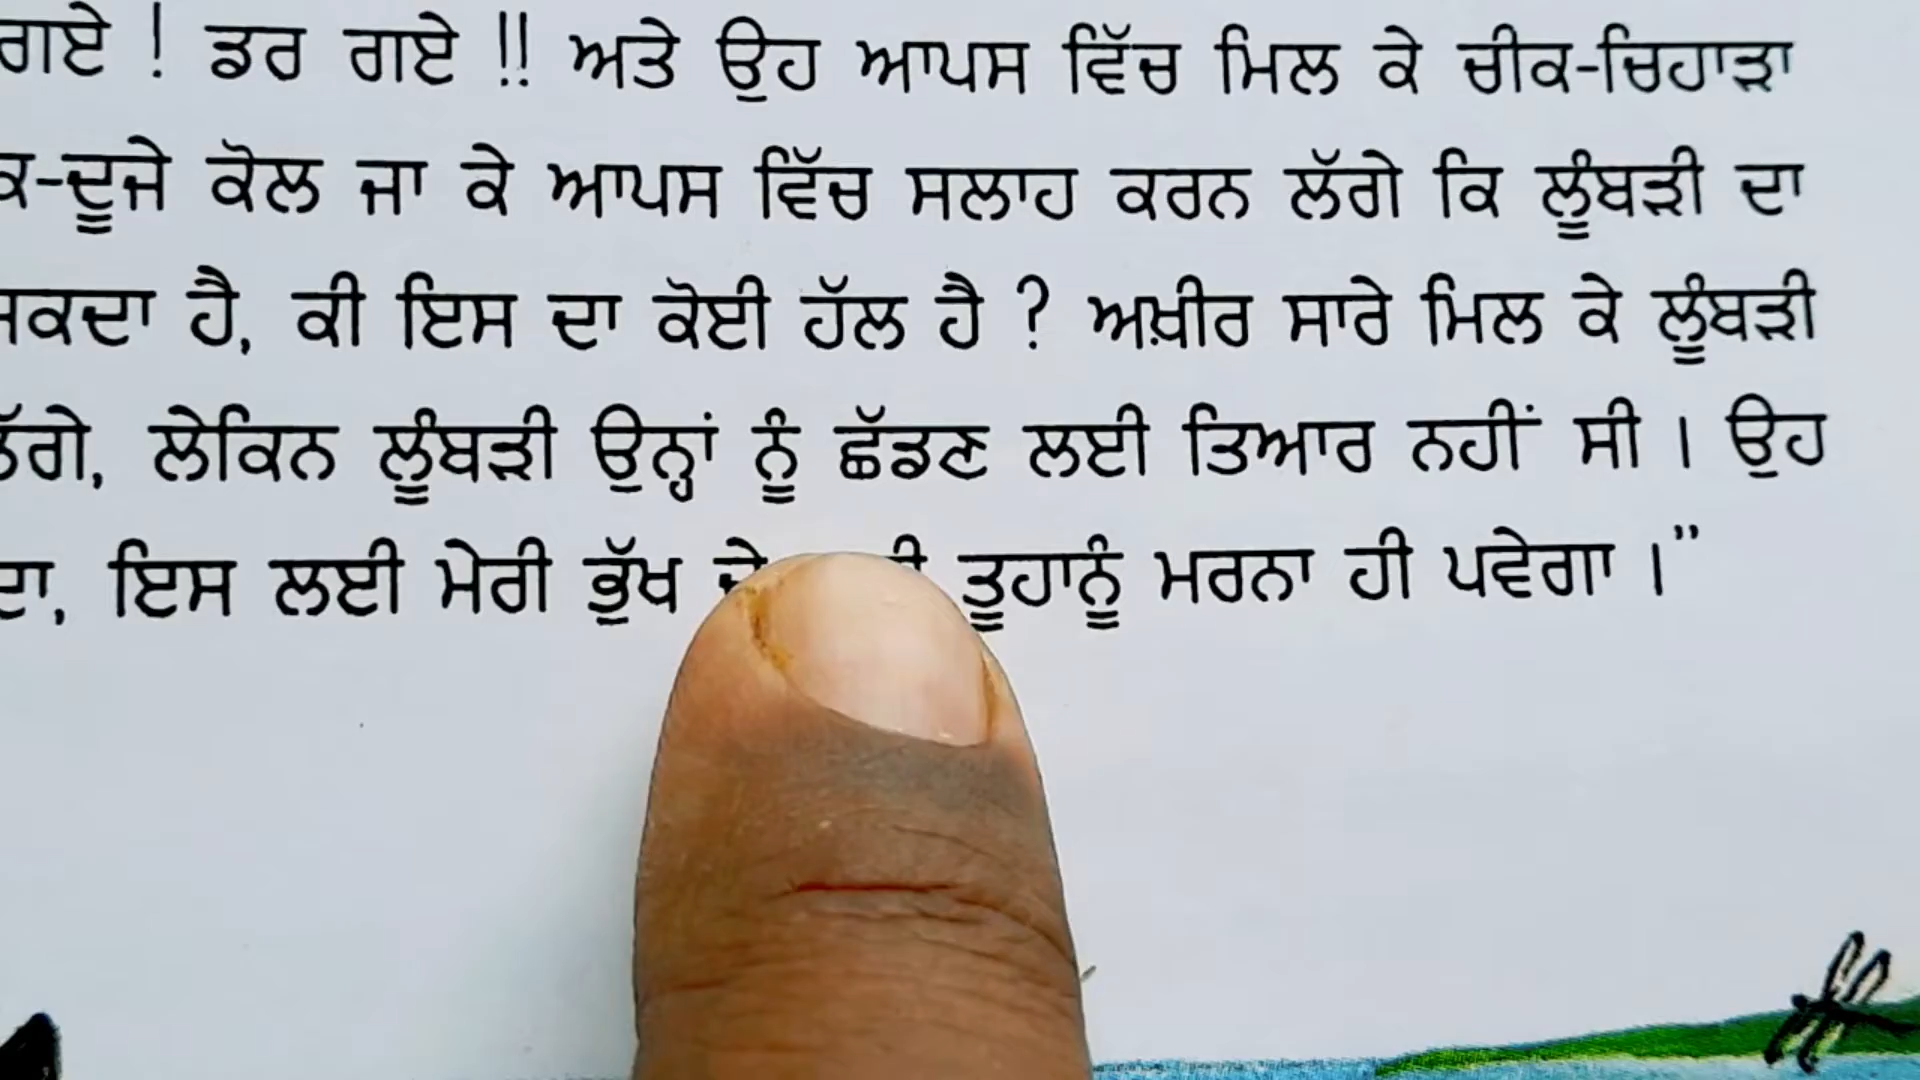 ਗਏ ! ਡਰ ਗਏ !! ਅਤੇ ਉਹ ਆਪਸ ਵਿੱਚ ਮਿਲ ਕੇ ਚੀਕ-ਚਿਹਾੜਾ
ਕ-ਦੂਜੇ ਕੋਲ ਜਾ ਕੇ ਆਪਸ ਵਿੱਚ ਸਲਾਹ ਕਰਨ ਲੱਗੇ ਕਿ ਲੂੰਬੜੀ ਦਾ
ਸਕਦਾ ਹੈ, ਕੀ ਇਸ ਦਾ ਕੋਈ ਹੱਲ ਹੈ ? ਅਖ਼ੀਰ ਸਾਰੇ ਮਿਲ ਕੇ ਲੂੰਬੜੀ
ਲੱਗੇ, ਲੇਕਿਨ ਲੂੰਬੜੀ ਉਨ੍ਹਾਂ ਨੂੰ ਛੱਡਣ ਲਈ ਤਿਆਰ ਨਹੀਂ ਸੀ । ਉਹ
ਦਾ, ਇਸ ਲਈ ਮੇਰੀ ਭੁੱਖ ਤੂਹਾਨੂੰ ਮਰਨਾ ਹੀ ਪਵੇਗਾ ।”